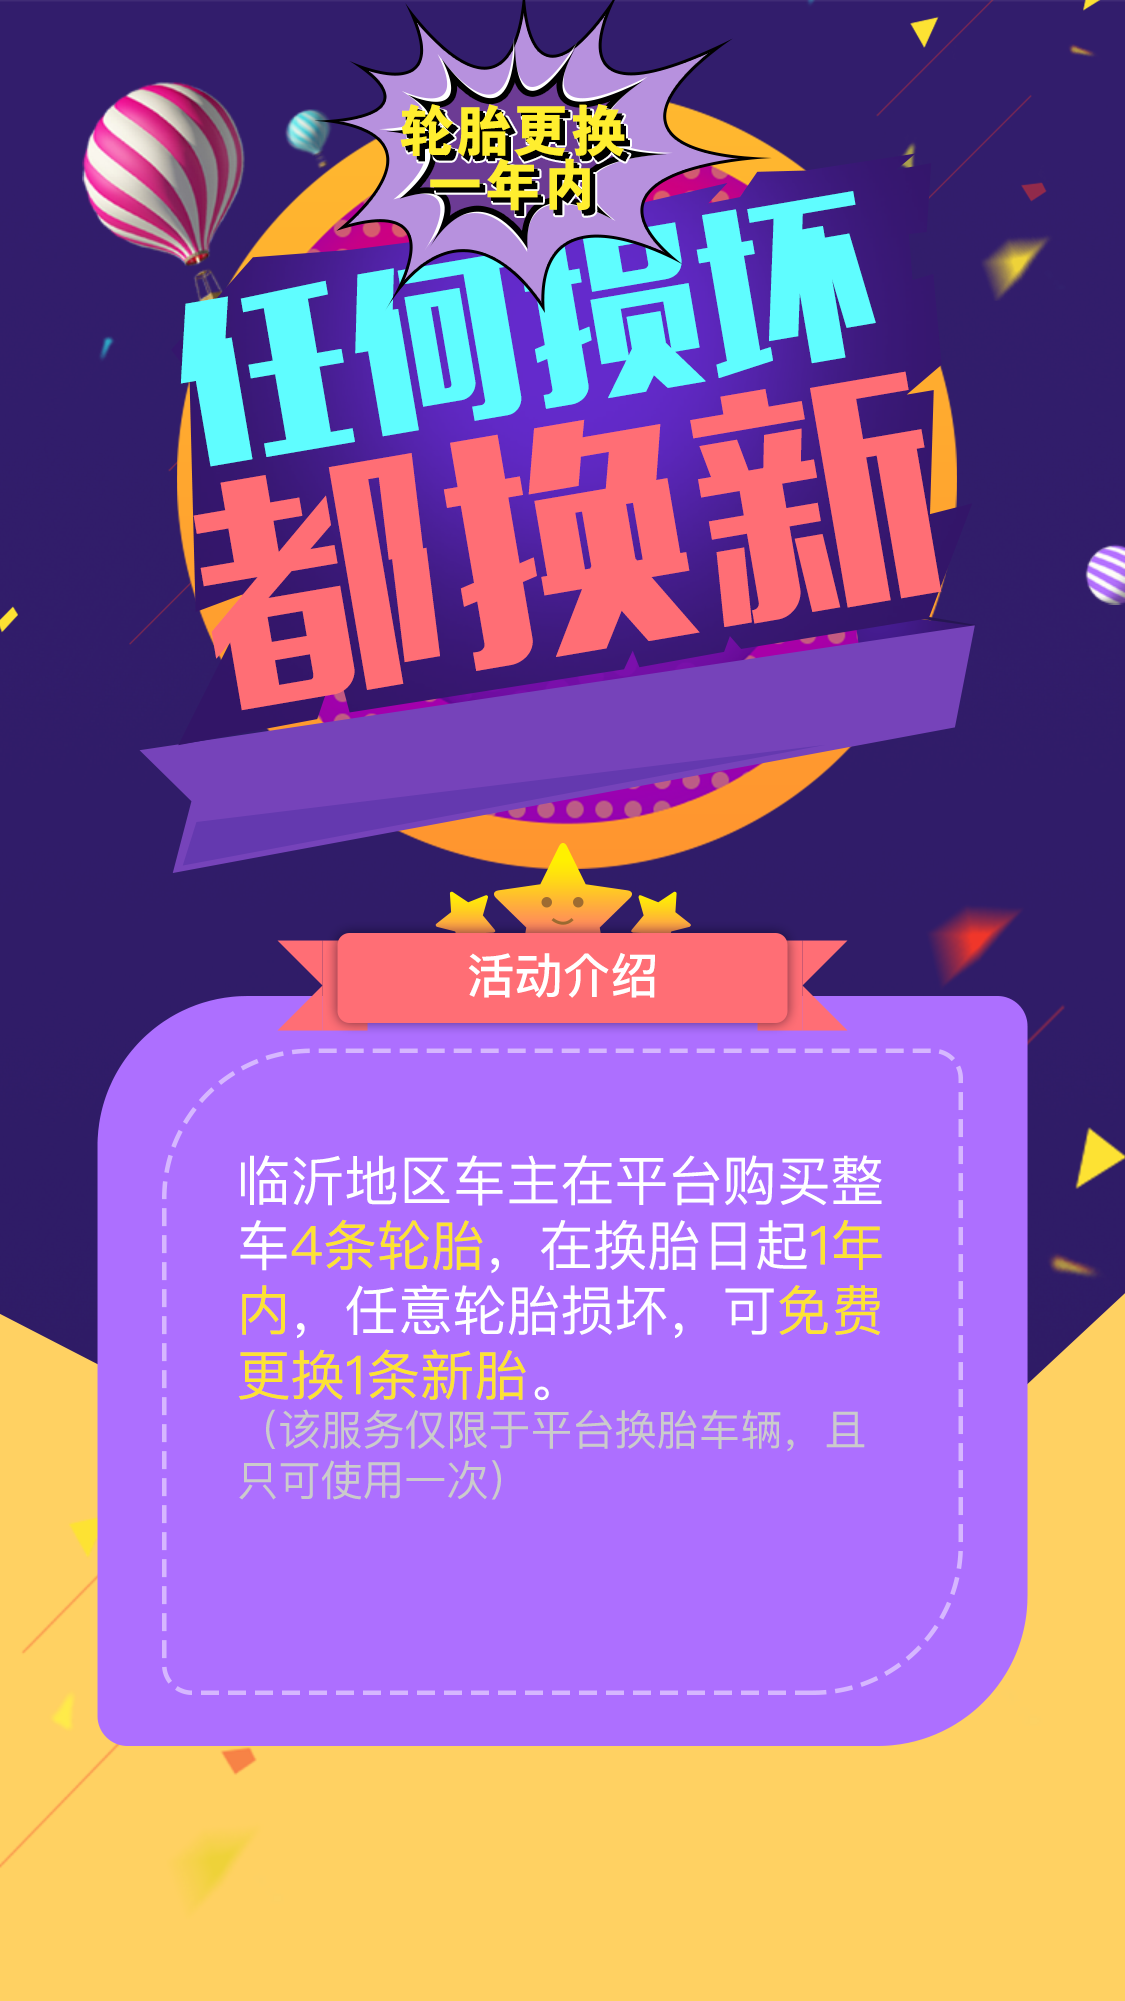 轮胎更换
一年内
任何损坏
都换新
活动介绍
临沂地区车主在平台购买整
车4条轮胎，在换胎日起1年
内，任意轮胎损坏，可免费
更换1条新胎。
（该服务仅限于平台换胎车辆，且
只可使用一次）